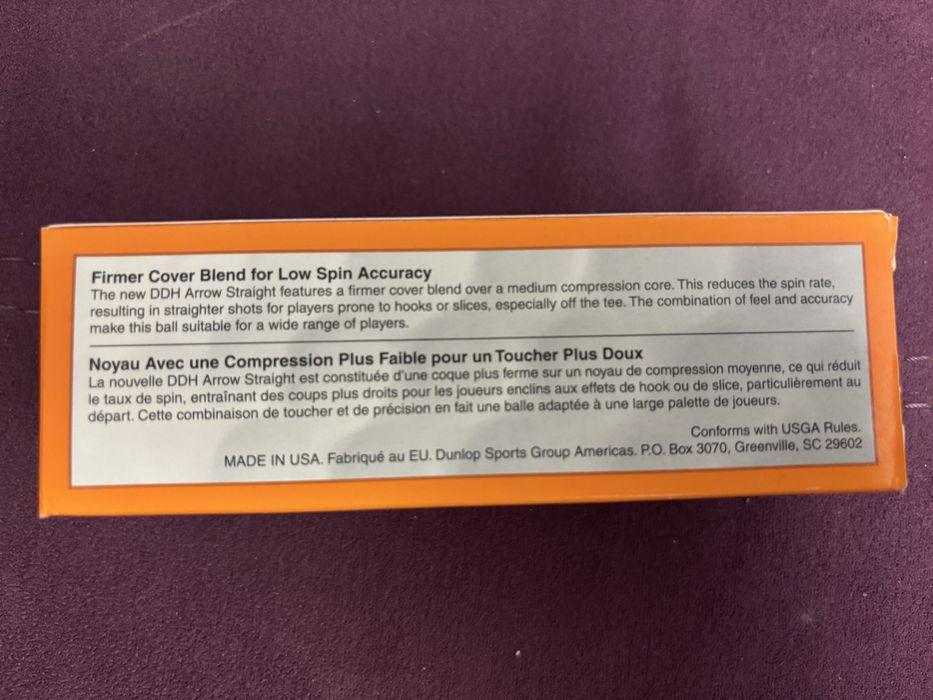 Firmer Cover Blend for Low Spin Accuracy
The new DDH Arrow Straight features a firmer cover blend over a medium compression core. This reduces the spin rate,
resulting in straighter shots for players prone to hooks or slices, especially off the tee. The combination of feel and accuracy
make this ball suitable for a wide range of players.
Noyau Avec une Compression Plus Faible pour un Toucher Plus Doux
La nouvelle DDH Arrow Straight est constituée d'une coque plus ferme sur un noyau de compression moyenne, ce qui réduit
le taux de spin, entraînant des coups plus droits pour les joueurs enclins aux effets de hook ou de slice, particulièrement au
départ. Cette combinaison de toucher et de précision en fait une balle adaptée à une large palette de joueurs.
Conforms with USGA Rules.
MADE IN USA. Fabriqué au EU. Dunlop Sports Group Americas. P.O. Box 3070, Greenville, SC 29602